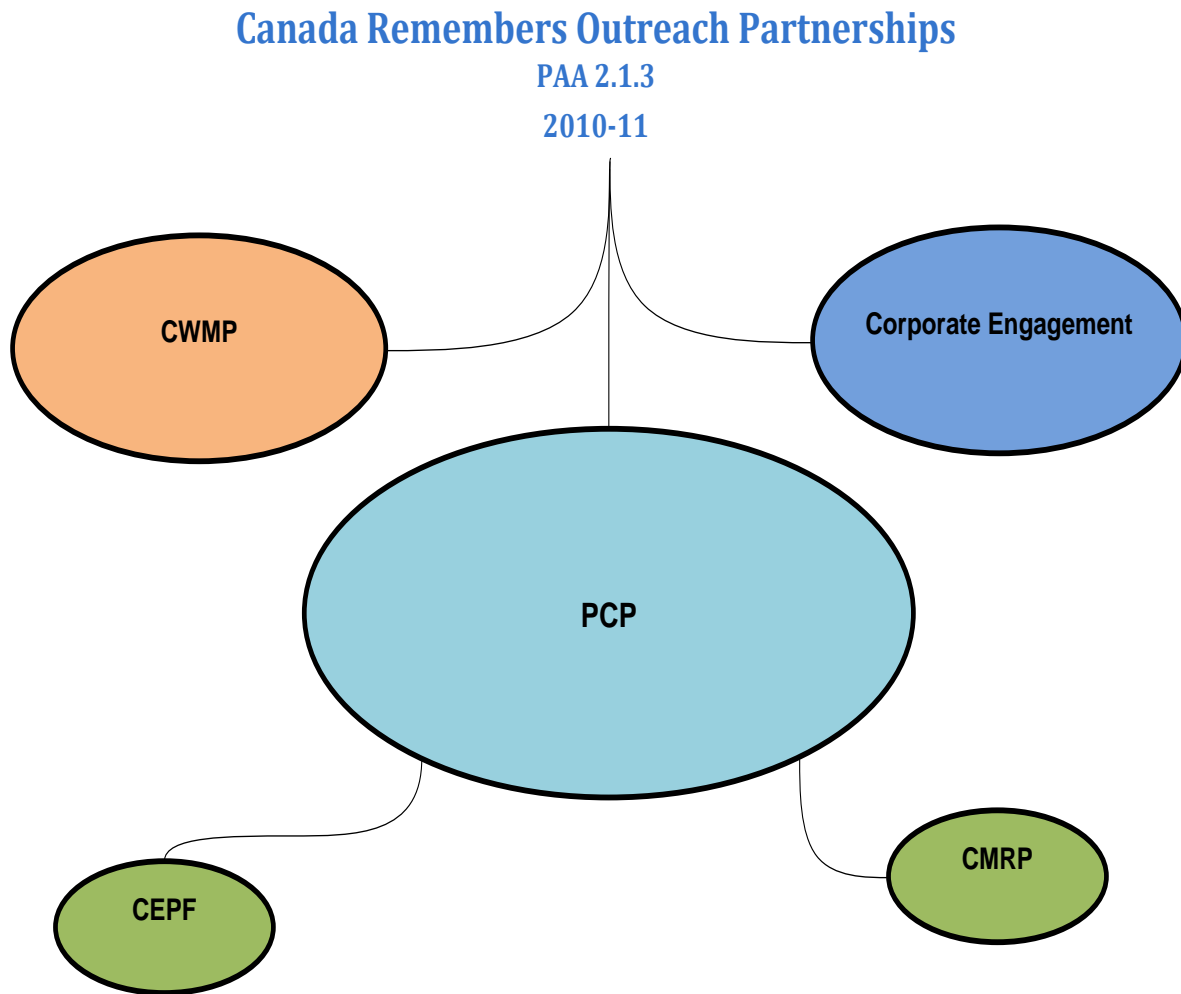 Canada Remembers Outreach Partnerships
PAA 2.1.3
2010-11
CWMP
Corporate Engagement
PCP
CEPF
CMRP